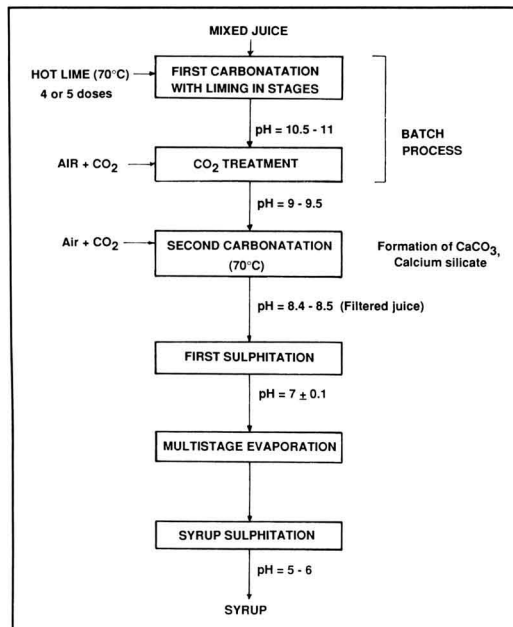 MIXED JUICE
HOT LIME (70°C)
4 or 5 doses
FIRST CARBONATATION
WITH LIMING IN STAGES
pH = 10.5 - 11
BATCH
PROCESS
AIR + CO2
CO2 TREATMENT
pH = 9 - 9.5
Air + CO2
SECOND CARBONATATION
(70°C)
Formation of CaCO3,
Calcium silicate
pH = 8.4 - 8.5 (Filtered juice)
FIRST SULPHITATION
pH = 7 ± 0.1
MULTISTAGE EVAPORATION
SYRUP SULPHITATION
pH = 5 - 6
SYRUP